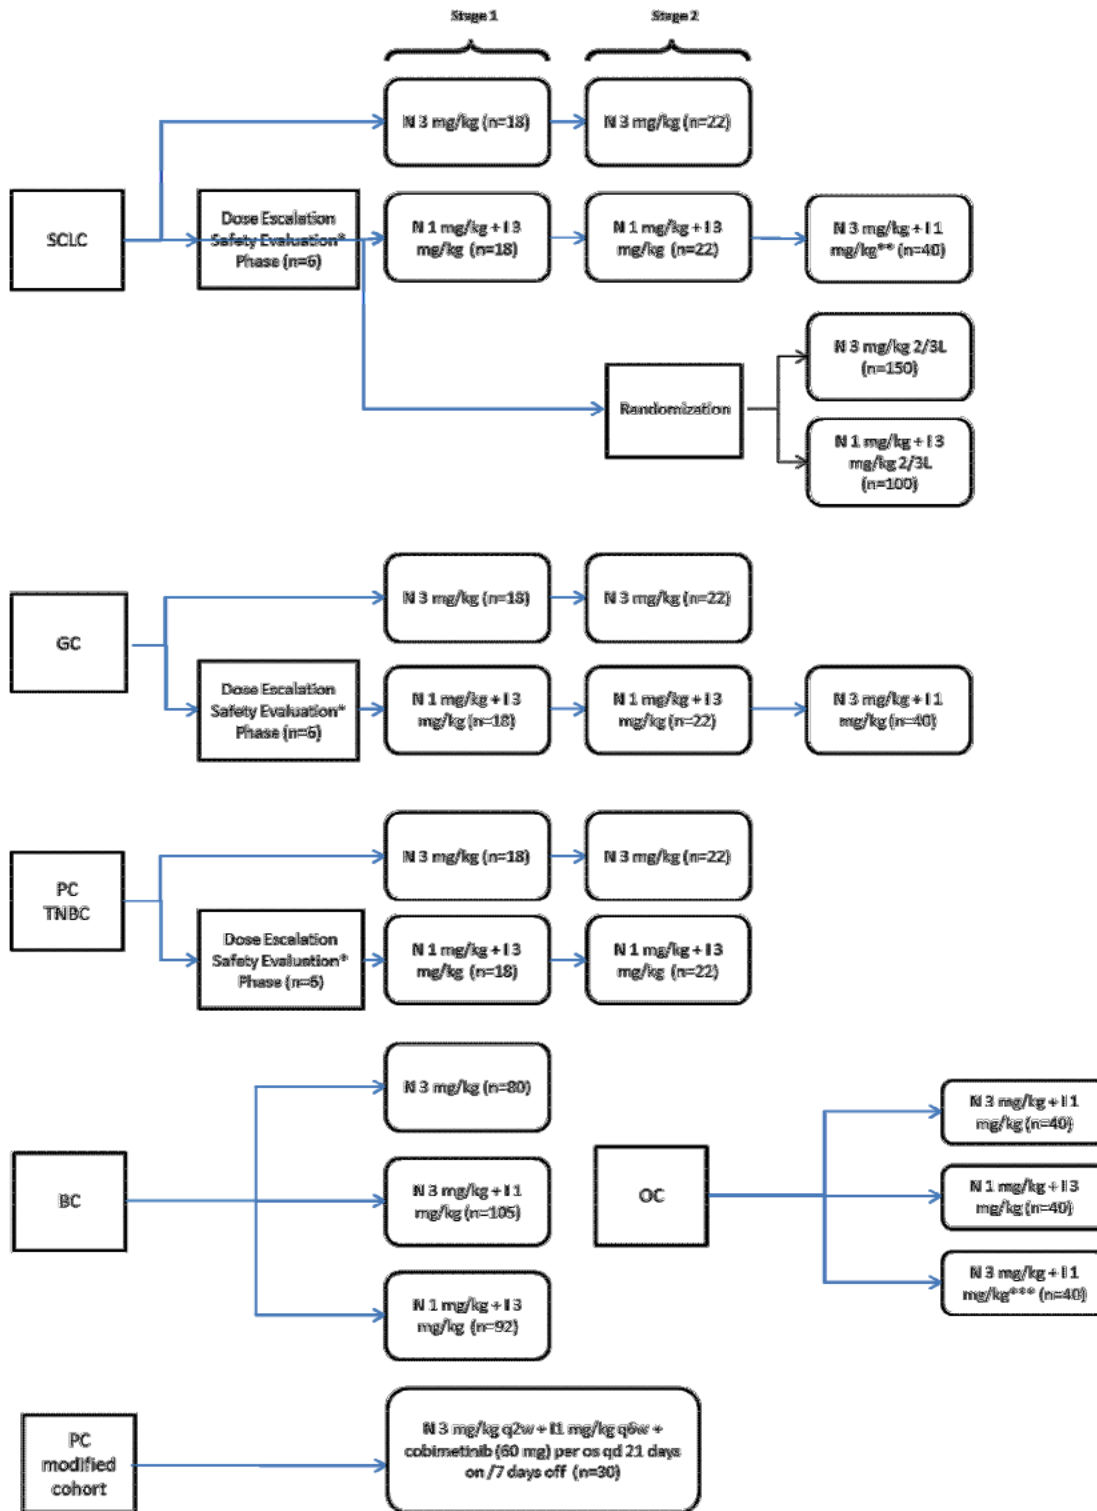 Stage 1
Stage 2
N 3 mg/kg (n=18)
N 3 mg/kg (n=22)
SCLC
Dose Escalation
Safety Evaluation*
Phase (n=6)
N 1 mg/kg + I 3
mg/kg (n=18)
N 1 mg/kg + I 3
mg/kg (n=22)
N 3 mg/kg + I 1
mg/kg** (n=40)
Randomization
N 3 mg/kg 2/3L
(n=150)
N 1 mg/kg + I 3
mg/kg 2/3L
(n=100)
GC
N 3 mg/kg (n=18)
N 3 mg/kg (n=22)
Dose Escalation
Safety Evaluation*
Phase (n=6)
N 1 mg/kg + I 3
mg/kg (n=18)
N 1 mg/kg + I 3
mg/kg (n=22)
N 3 mg/kg + I 1
mg/kg (n=40)
PC
TNBC
N 3 mg/kg (n=18)
N 3 mg/kg (n=22)
Dose Escalation
Safety Evaluation*
Phase (n=6)
N 1 mg/kg + I 3
mg/kg (n=18)
N 1 mg/kg + I 3
mg/kg (n=22)
BC
N 3 mg/kg (n=80)
N 3 mg/kg + I 1
mg/kg (n=105)
N 1 mg/kg + I 3
mg/kg (n=92)
OC
N 3 mg/kg + I 1
mg/kg (n=40)
N 1 mg/kg + I 3
mg/kg (n=40)
N 3 mg/kg + I 1
mg/kg*** (n=40)
PC
modified
cohort
N 3 mg/kg q2w + I1 mg/kg q6w +
cobimetinib (60 mg) per os qd 21 days
on /7 days off (n=30)